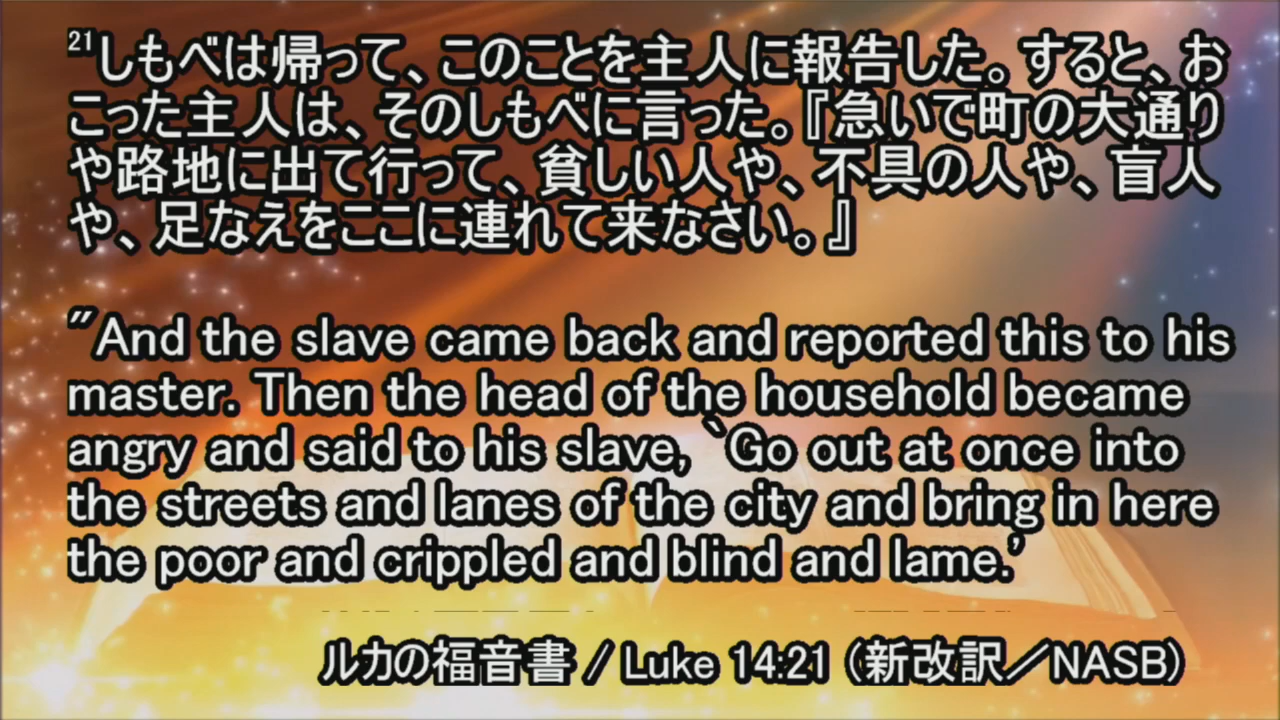 21しもべは帰って、このことを主人に報告した。すると、お
こった主人は、そのしもべに言った。『急いで町の大通り
や路地に出て行って、貧しい人や、不具の人や、盲人
や、足なえをここに連れて来なさい。』
"And the slave came back and reported this to his
master. Then the head of the household became
angry and said to his slave, `Go out at once into
the streets and lanes of the city and bring in here
the poor and crippled and blind and lame.'
ルカの福音書 / Luke 14:21 (新改訳／NASB)